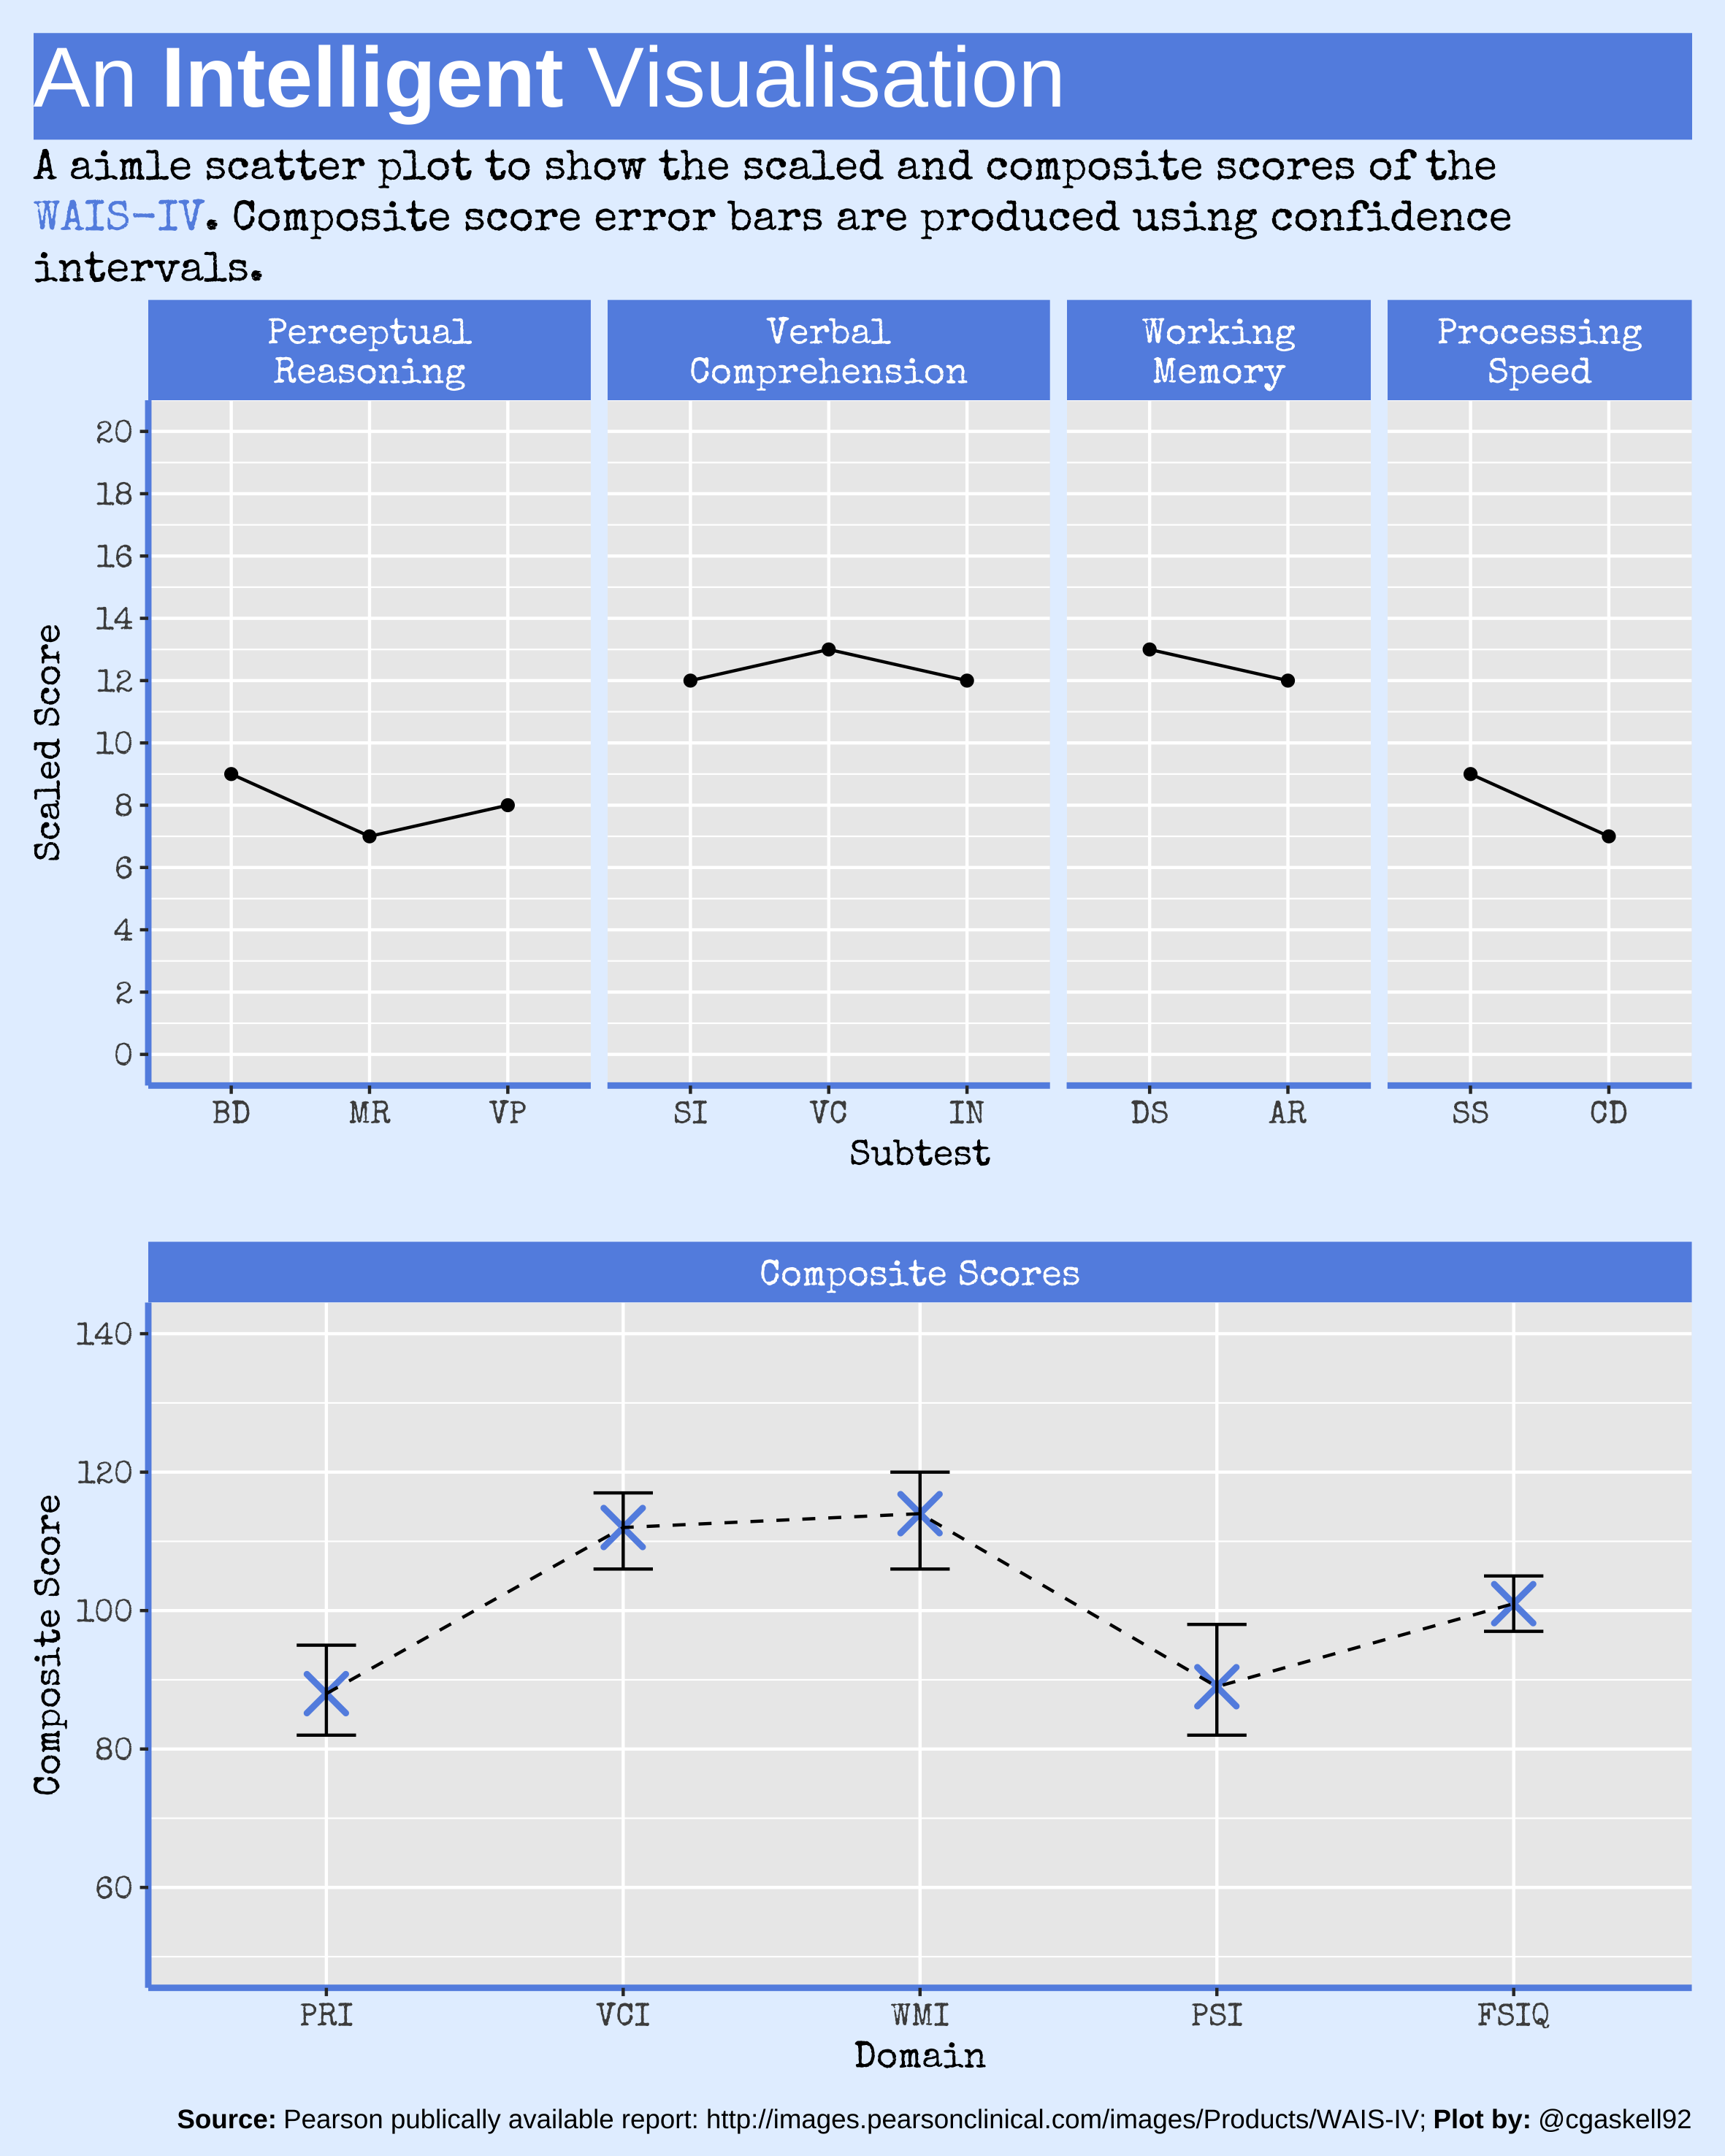 An Intelligent Visualisation
A aimle scatter plot to show the scaled and composite scores of the
WAIS-IV. Composite score error bars are produced using confidence
intervals.
Perceptual
Reasoning
Verbal
Comprehension
Working
Memory
Processing
Speed
Scaled Score
20
18
16
14
12
10
8
6
4
2
0
BD MR VP SI VC IN DS AR SS CD
Subtest
Composite Scores
Composite Score
140
120
100
80
60
PRI VCI WMI PSI FSIQ
Domain
Source: Pearson publically available report: http://images.pearsonclinical.com/images/Products/WAIS-IV; Plot by: @cgaskell92